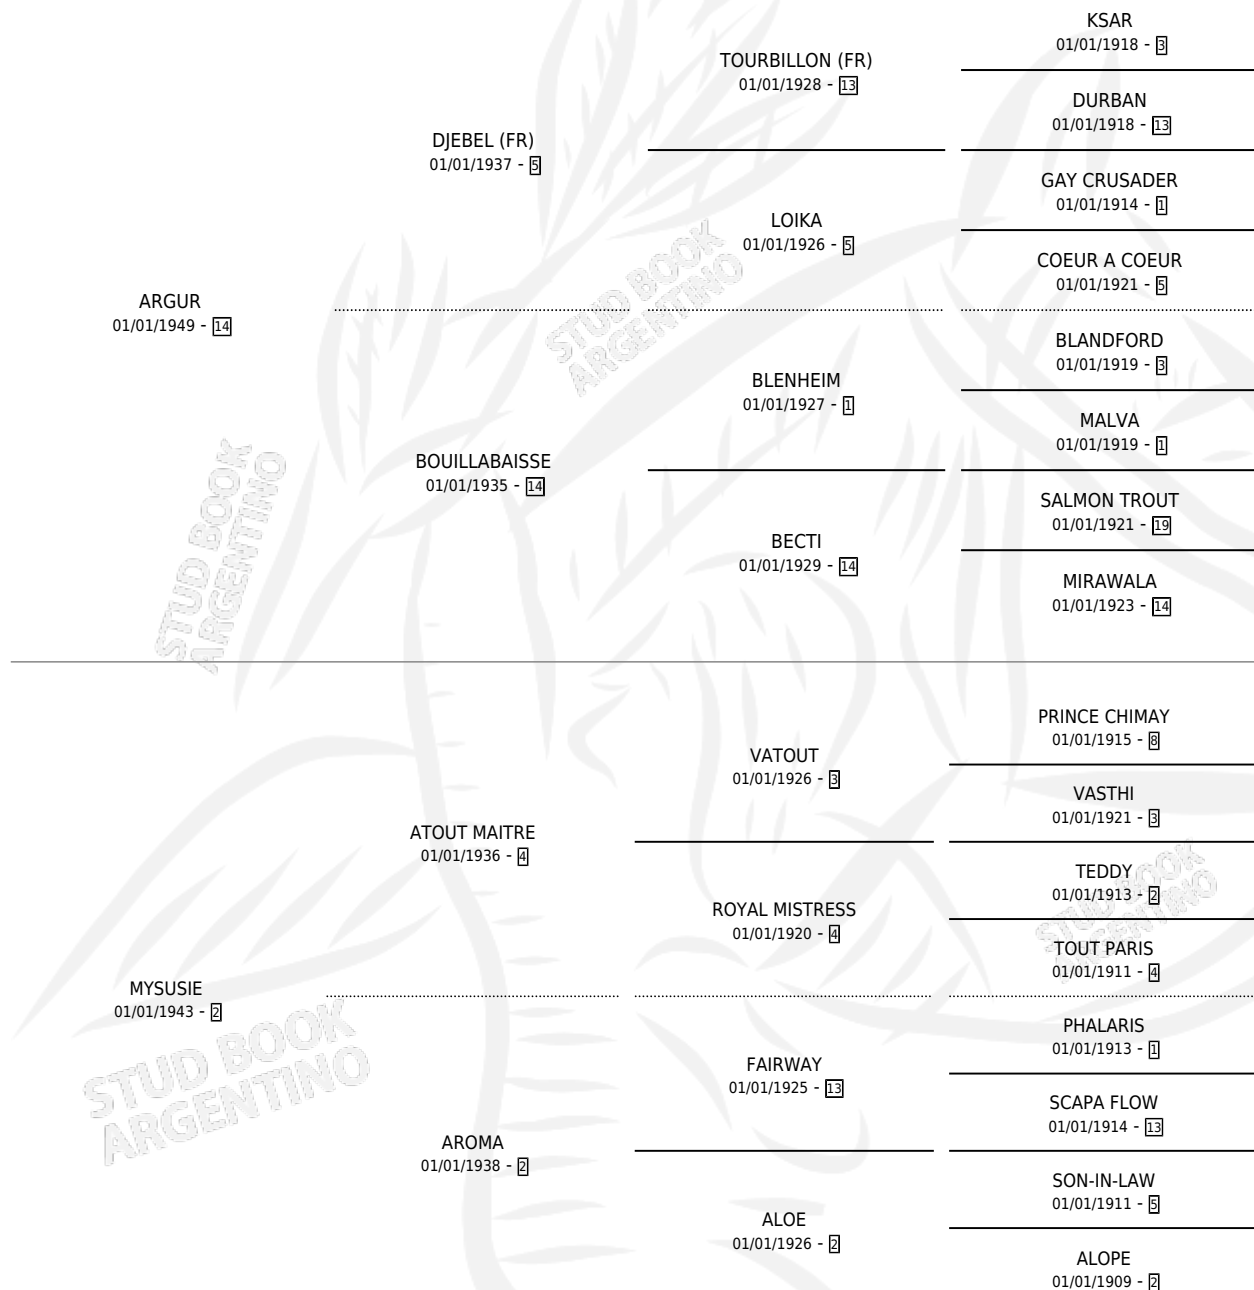 KSAR
01/01/1918 - 3
TOURBILLON (FR)
01/01/1928 - 13
DURBAN
01/01/1918 - 13
DJEBEL (FR)
01/01/1937 - 5
GAY CRUSADER
01/01/1914 - 1
LOIKA
01/01/1926 - 5
COEUR A COEUR
01/01/1921 - 5
ARGUR
01/01/1949 - 14
STUD BOOK
ARGENTINO
BLANDFORD
01/01/1919 - 3
BLENHEIM
01/01/1927 - 1
MALVA
01/01/1919 - 1
BOUILLABAISSE
01/01/1935 - 14
SALMON TROUT
01/01/1921 - 19
BECTI
01/01/1929 - 14
MIRAWALA
01/01/1923 - 14
STUD BOOK
ARGENTINO
PRINCE CHIMAY
01/01/1915 - 8
VATOUT
01/01/1926 - 3
VASTHI
01/01/1921 - 3
ATOUT MAITRE
01/01/1936 - 4
TEDDY
01/01/1913 - 2
ROYAL MISTRESS
01/01/1920 - 4
STUD BOOK
ARGENTINO
TOUT PARIS
01/01/1911 - 4
MYSUSIE
01/01/1943 - 2
STUD BOOK
ARGENTINO
PHALARIS
01/01/1913 - 1
FAIRWAY
01/01/1925 - 13
SCAPA FLOW
01/01/1914 - 13
AROMA
01/01/1938 - 2
SON-IN-LAW
01/01/1911 - 5
ALOE
01/01/1926 - 2
ALOPE
01/01/1909 - 2